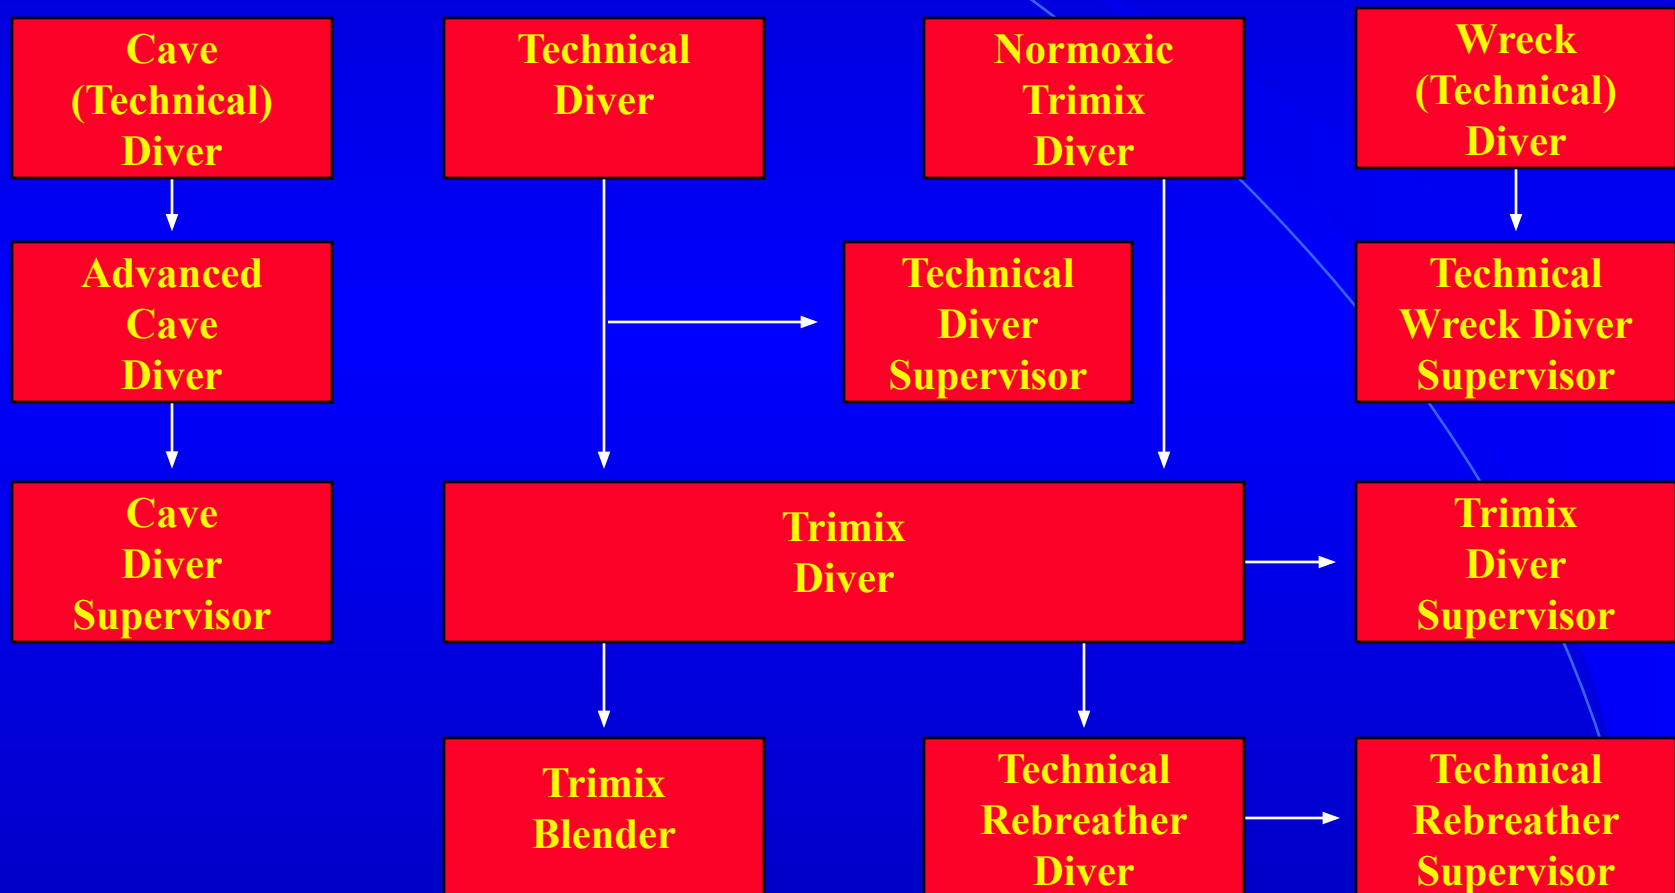 Cave
(Technical)
Diver
Technical
Diver
Normoxic
Trimix
Diver
Wreck
(Technical)
Diver
Advanced
Cave
Diver
Technical
Diver
Supervisor
Technical
Wreck Diver
Supervisor
Cave
Diver
Supervisor
Trimix
Diver
Trimix
Diver
Supervisor
Trimix
Blender
Technical
Rebreather
Diver
Technical
Rebreather
Supervisor